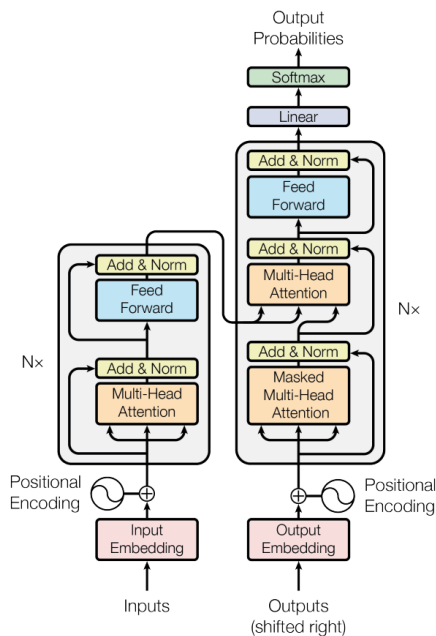 Output
Probabilities
Softmax
Linear
Add & Norm
Feed
Forward
Add & Norm
Multi-Head
Attention
Add & Norm
Masked
Multi-Head
Attention
N×
Add & Norm
Feed
Forward
Add & Norm
Multi-Head
Attention
N×
Positional
Encoding
Positional
Encoding
Input
Embedding
Output
Embedding
Inputs
Outputs
(shifted right)